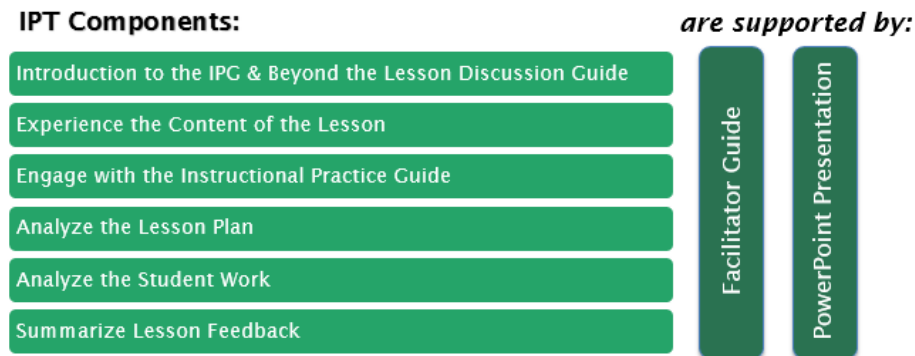 IPT Components:
are supported by:
Introduction to the IPG & Beyond the Lesson Discussion Guide
Experience the Content of the Lesson
Engage with the Instructional Practice Guide
Analyze the Lesson Plan
Analyze the Student Work
Summarize Lesson Feedback
Facilitator Guide
PowerPoint Presentation